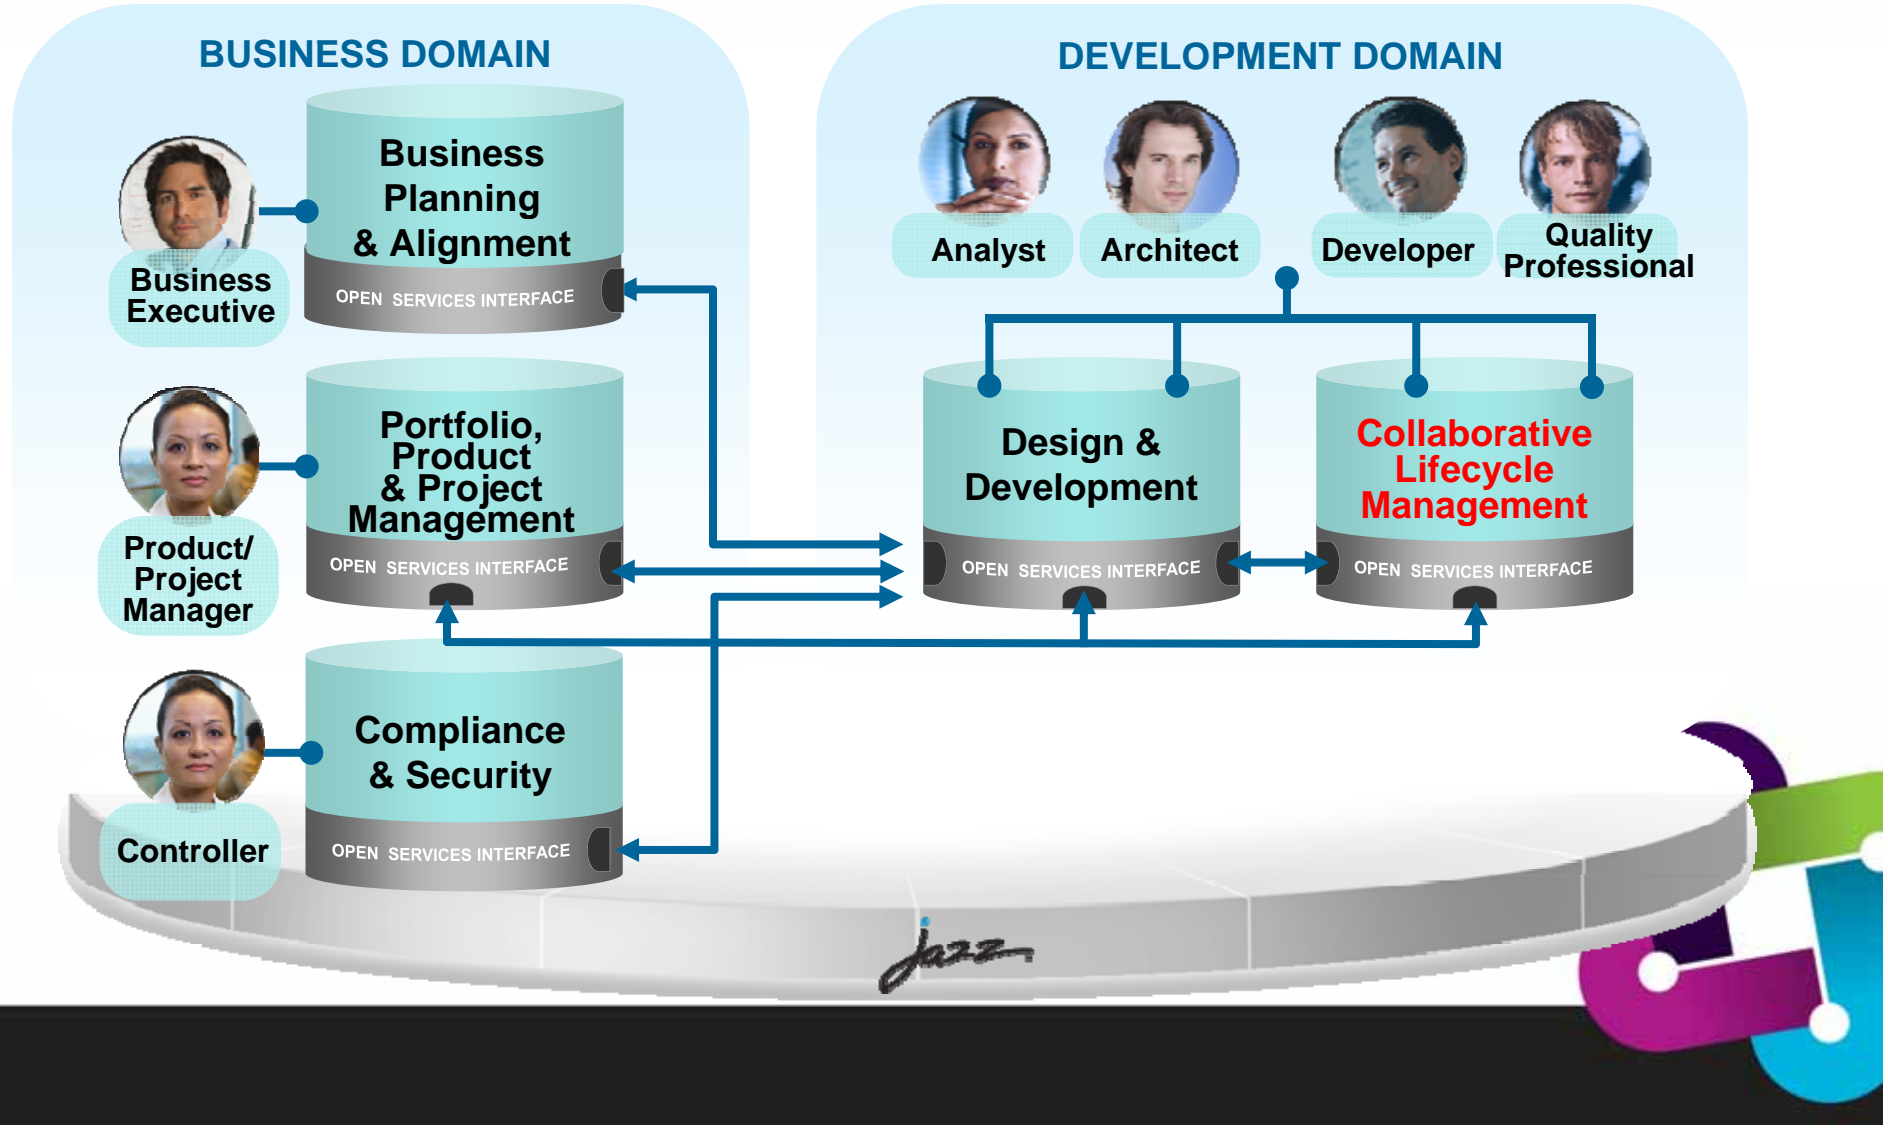 BUSINESS DOMAIN
Business
Planning
& Alignment
OPEN SERVICES INTERFACE
Business
Executive
Portfolio,
Product
& Project
Management
OPEN SERVICES INTERFACE
Product/
Project
Manager
Compliance
& Security
OPEN SERVICES INTERFACE
Controller
DEVELOPMENT DOMAIN
Analyst
Architect
Developer
Quality
Professional
Design &
Development
OPEN SERVICES INTERFACE
Collaborative
Lifecycle
Management
OPEN SERVICES INTERFACE
jazz